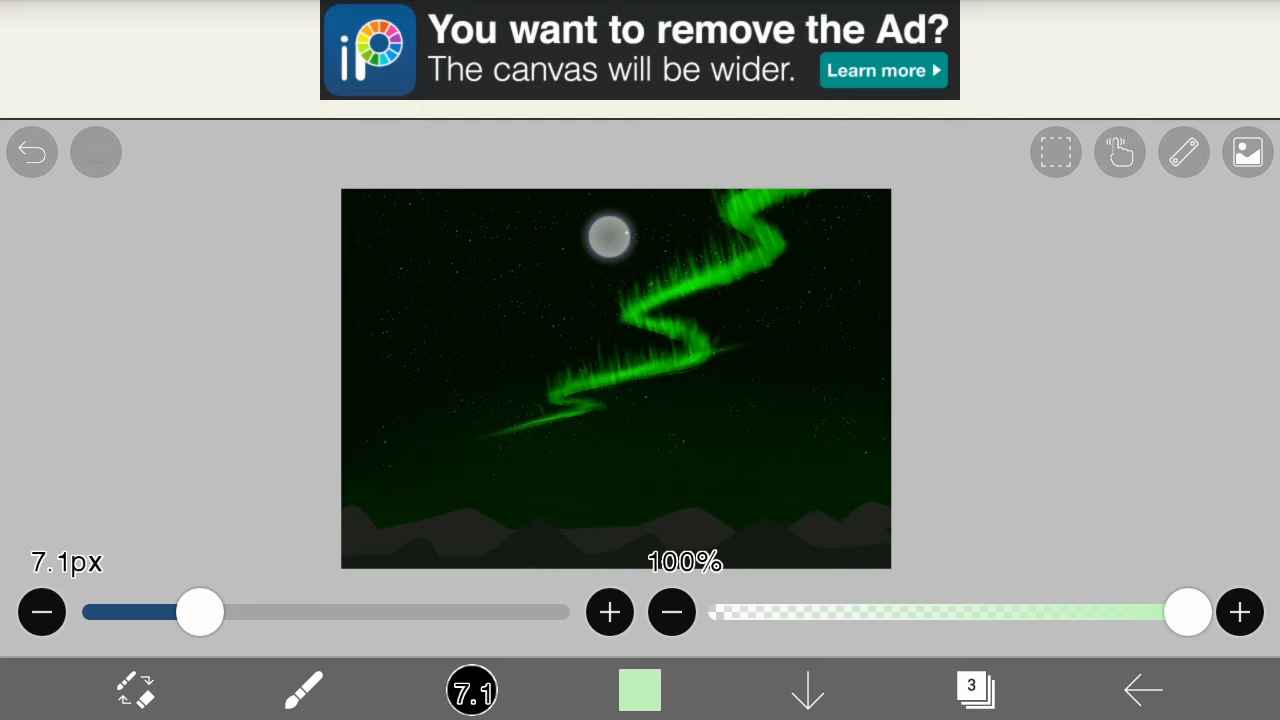 iP
You want to remove the Ad?
The canvas will be wider.
Learn more
7.1px
100%
7.1
3